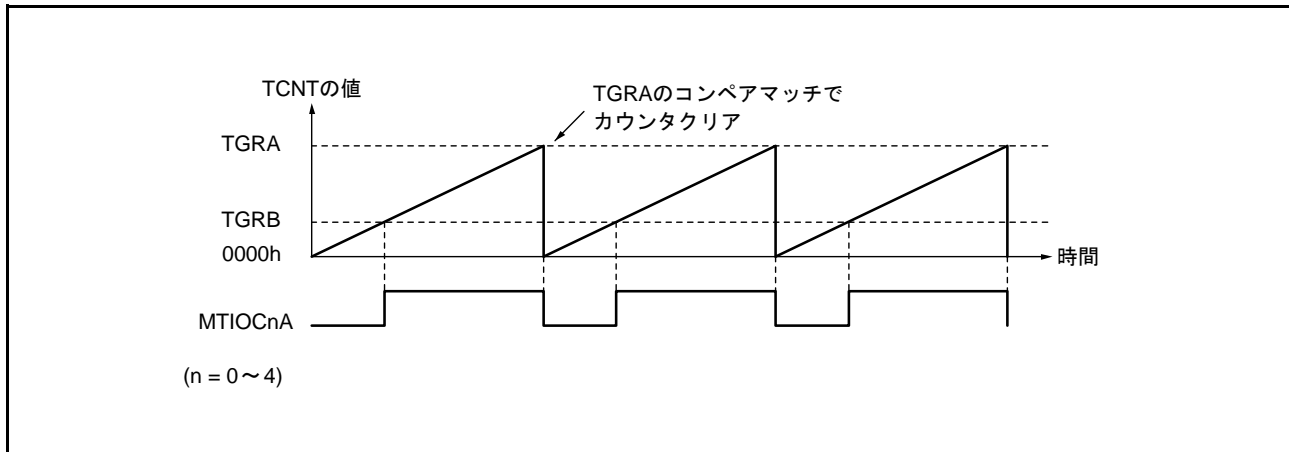 TCNTの値
TGRAのコンペアマッチで
カウンタクリア
TGRA
TGRB
0000h
時間
MTIOCnA
(n = 0~4)